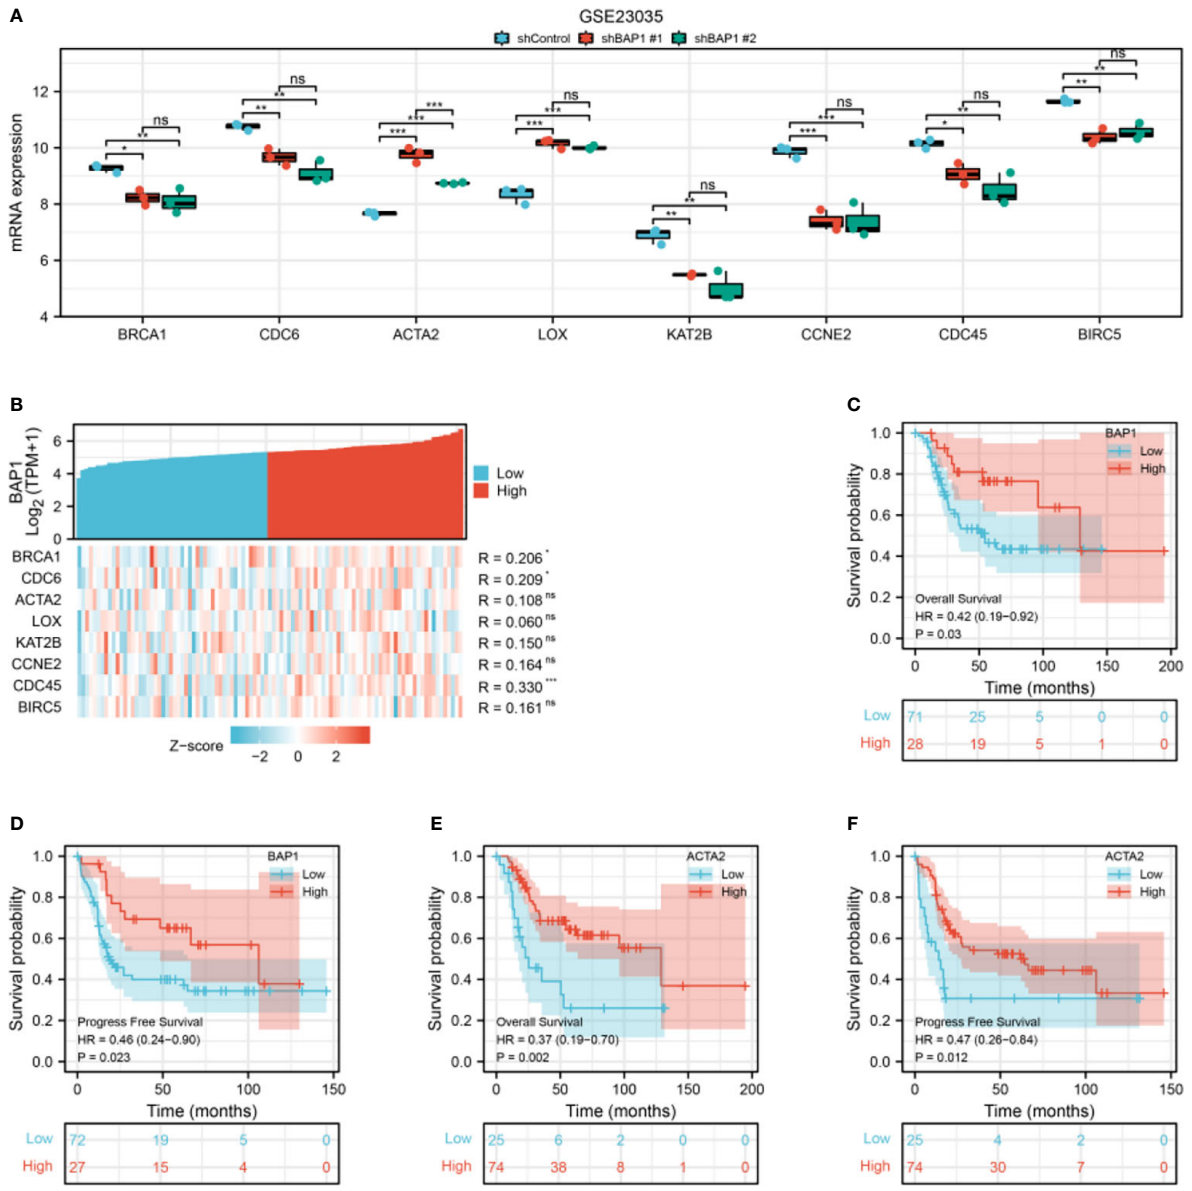 A
GSE23035
shControl shBAP1 #1 shBAP1 #2
mRNA expression
12
10
8
6
4
* ** ns
** ** ns
*** *** ***
*** *** ns
** ** ns
*** *** ns
* ** ns
** ** ns
BRCA1 CDC6 ACTA2 LOX KAT2B CCNE2 CDC45 BIRC5
B
BAP1
Log2 (TPM+1)
6
4
2
0
Low
High
BRCA1 R = 0.206 *
CDC6 R = 0.209 *
ACTA2 R = 0.108 ns
LOX R = 0.060 ns
KAT2B R = 0.150 ns
CCNE2 R = 0.164 ns
CDC45 R = 0.330 ***
BIRC5 R = 0.161 ns
Z−score
−2 0 2
C
Survival probability
1.0
0.8
0.6
0.4
0.2
0.0
BAP1
Low
High
Overall Survival
HR = 0.42 (0.19−0.92)
P = 0.03
0 50 100 150 200
Time (months)
Low 71 25 5 0 0
High 28 19 5 1 0
D
Survival probability
1.0
0.8
0.6
0.4
0.2
0.0
BAP1
Low
High
Progress Free Survival
HR = 0.46 (0.24−0.90)
P = 0.023
0 50 100 150
Time (months)
Low 72 19 5 0
High 27 15 4 0
E
Survival probability
1.0
0.8
0.6
0.4
0.2
0.0
ACTA2
Low
High
Overall Survival
HR = 0.37 (0.19−0.70)
P = 0.002
0 50 100 150 200
Time (months)
Low 25 6 2 0 0
High 74 38 8 1 0
F
Survival probability
1.0
0.8
0.6
0.4
0.2
0.0
ACTA2
Low
High
Progress Free Survival
HR = 0.47 (0.26−0.84)
P = 0.012
0 50 100 150
Time (months)
Low 25 4 2 0
High 74 30 7 0